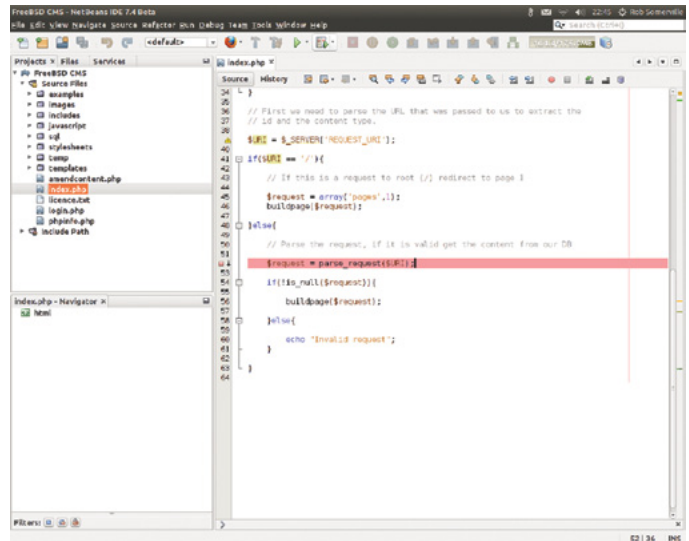 FreeBSD CMS - NetBeans IDE 7.4 Beta
22:45 Rob Somerville
File Edit View Navigate Source Refactor Run Debug Team Tools Window Help
Search (Ctrl+I)
<default>
Projects × Files Services
index.php ×
FreeBSD CMS
Source Files
examples
images
includes
javascript
sql
stylesheets
temp
templates
amendcontent.php
index.php
licence.txt
login.php
phpinfo.php
Include Path
index.php - Navigator ×
html
Filters:
Source History
34 }
35
36 // First we need to parse the URL that was passed to us to extract the
37 // id and the content type.
38
$URI = $_SERVER['REQUEST_URI'];
40
41 if($URI == '/'){
42
43 // If this is a request to root (/) redirect to page 1
44
45 $request = array('pages',1);
46 buildpage($request);
47
48 }else{
49
50 // Parse the request, if it is valid get the content from our DB
51
$request = parse_request($URI);
53
54 if(!is_null($request)){
55
56 buildpage($request);
57
58 }else{
59
60 echo "Invalid request";
61 }
62
63 }
64
52 | 36 INS